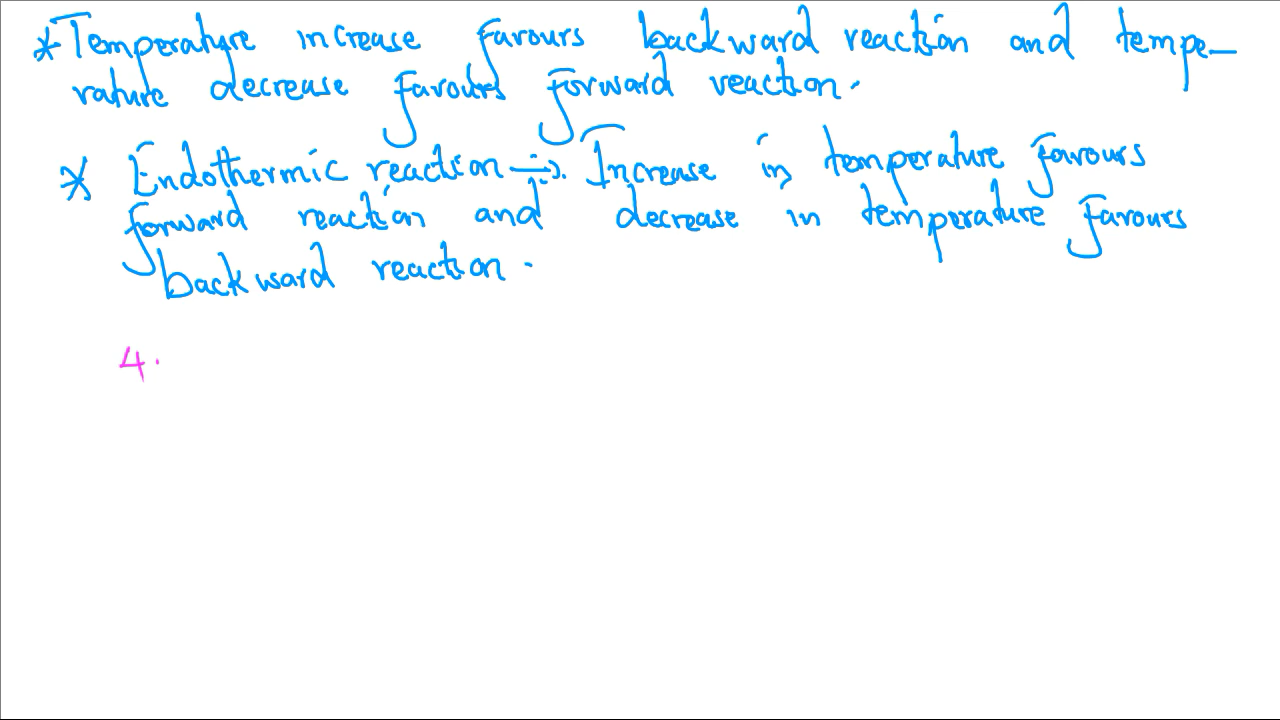 * Temperature increase favours backward reaction and tempe-
rature decrease favours forward reaction.
* Endothermic reaction → Increase in temperature favours
forward reaction and decrease in temperature favours
backward reaction.
4.